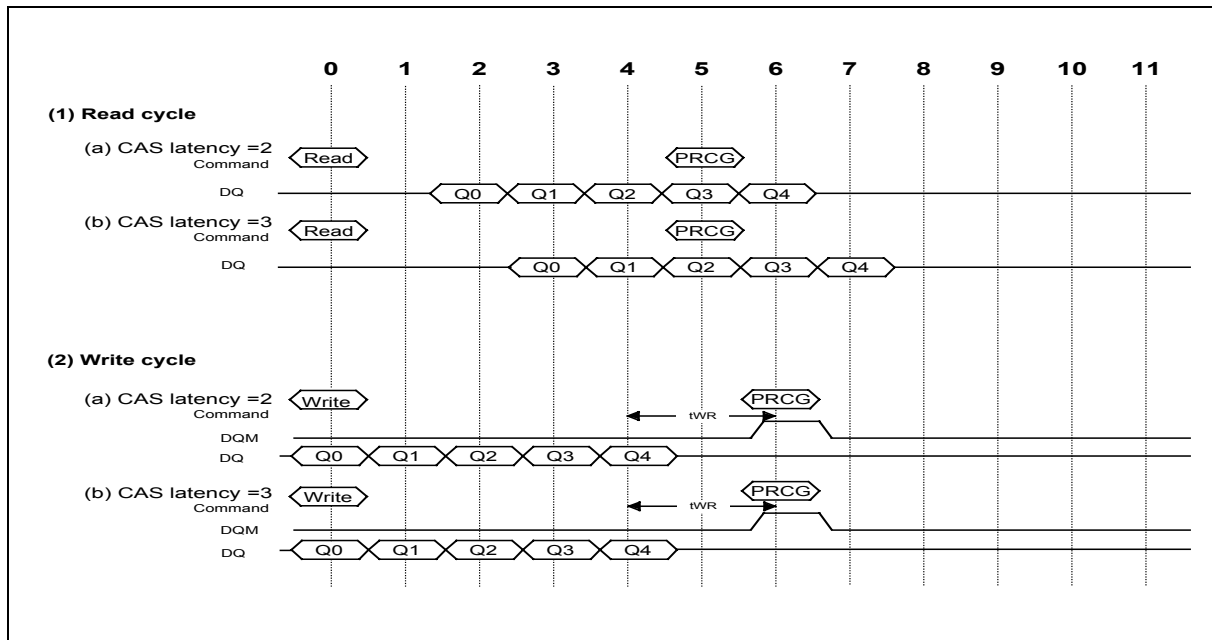 0 1 2 3 4 5 6 7 8 9 10 11
(1) Read cycle
(a) CAS latency =2
Command
Read PRCG
DQ Q0 Q1 Q2 Q3 Q4
(b) CAS latency =3
Command
Read PRCG
DQ Q0 Q1 Q2 Q3 Q4
(2) Write cycle
(a) CAS latency =2
Command
Write tWR PRCG
DQM
DQ Q0 Q1 Q2 Q3 Q4
(b) CAS latency =3
Command
Write tWR PRCG
DQM
DQ Q0 Q1 Q2 Q3 Q4